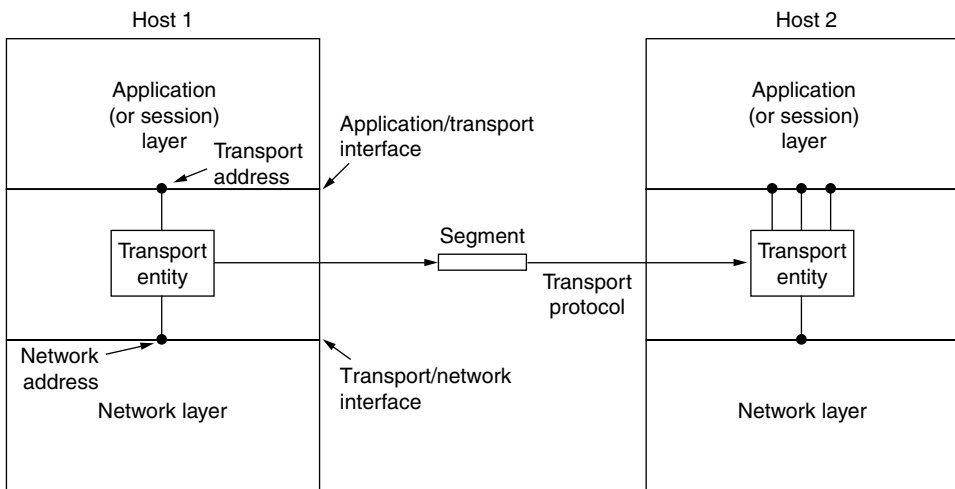 Host 1
Host 2
Application
(or session)
layer
Transport
address
Application/transport
interface
Application
(or session)
layer
Transport
entity
Segment
Transport
protocol
Transport
entity
Network
address
Transport/network
interface
Network layer
Network layer